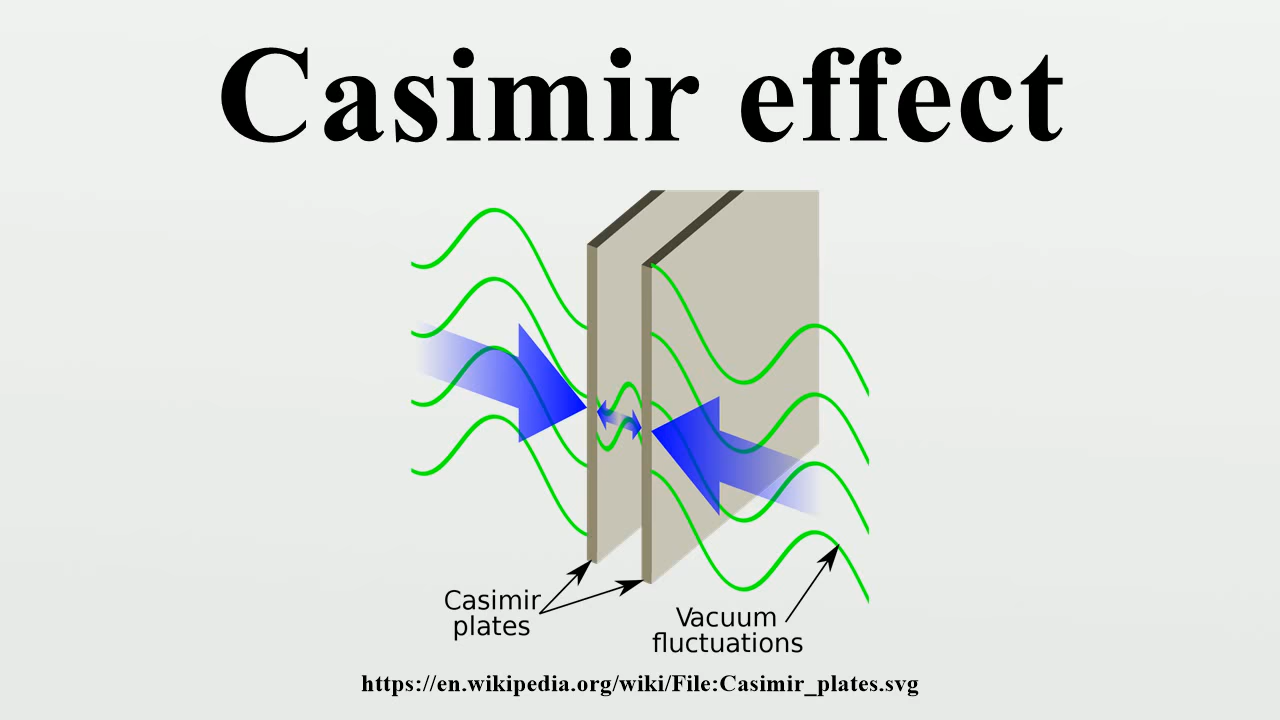 Casimir effect
Casimir
plates
Vacuum
fluctuations
https://en.wikipedia.org/wiki/File:Casimir_plates.svg